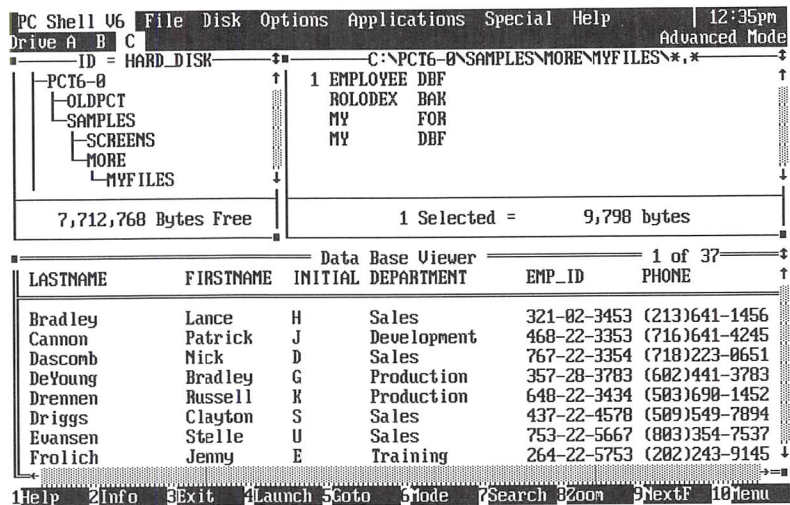 PC Shell V6 File Disk Options Applications Special Help 12:35pm
Drive A B C Advanced Mode
ID = HARD_DISK
PCT6-0
OLDPCT
SAMPLES
SCREENS
MORE
MYFILES
7,712,768 Bytes Free
C:\PCT6-0\SAMPLES\MORE\MYFILES\*.*
1 EMPLOYEE DBF
ROLODEX BAK
MY FOR
MY DBF
1 Selected = 9,798 bytes
Data Base Viewer 1 of 37
LASTNAME FIRSTNAME INITIAL DEPARTMENT EMP_ID PHONE
Bradley Lance H Sales 321-02-3453 (213)641-1456
Cannon Patrick J Development 468-22-3353 (716)641-4245
Dascomb Nick D Sales 767-22-3354 (718)223-0651
DeYoung Bradley G Production 357-28-3783 (602)441-3783
Drennen Russell K Production 648-22-3434 (503)690-1452
Driggs Clayton S Sales 437-22-4578 (509)549-7894
Evansen Stelle U Sales 753-22-5667 (803)354-7537
Frolich Jenny E Training 264-22-5753 (202)243-9145
1Help 2Info 3Exit 4Launch 5Goto 6Mode 7Search 8Zoom 9NextF 10Menu